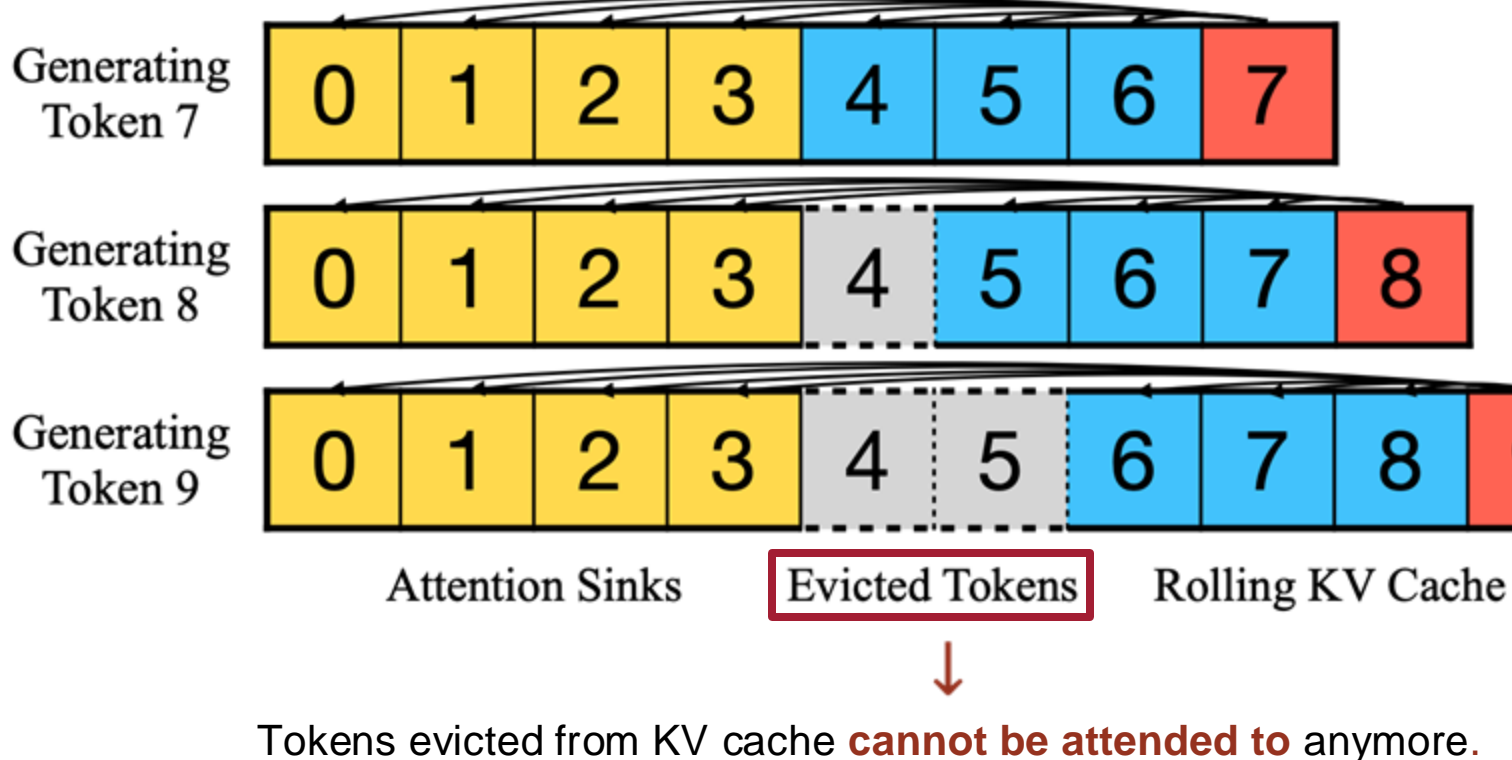 Generating
Token 7
0 1 2 3 4 5 6 7
Generating
Token 8
0 1 2 3 4 5 6 7 8
Generating
Token 9
0 1 2 3 4 5 6 7 8
Attention Sinks Evicted Tokens Rolling KV Cache
Tokens evicted from KV cache cannot be attended to anymore.